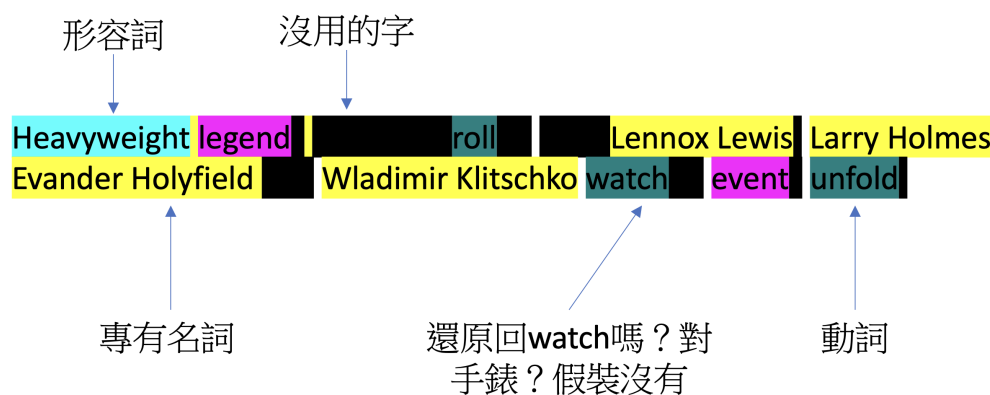 形容詞
沒用的字
Heavyweight legend roll Lennox Lewis Larry Holmes
Evander Holyfield Wladimir Klitschko watch event unfold
專有名詞
還原回watch嗎？對
手錶？假裝沒有
動詞